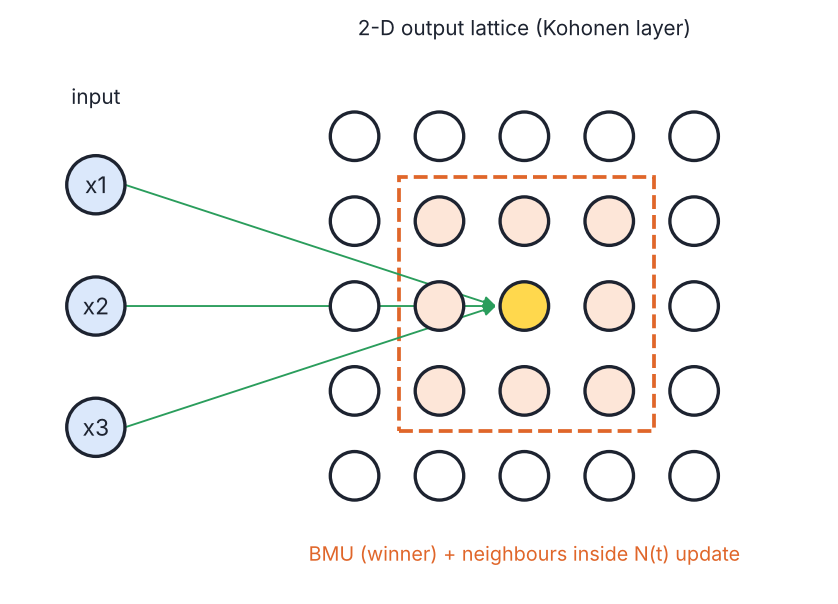 2-D output lattice (Kohonen layer)
input
x1
x2
x3
BMU (winner) + neighbours inside N(t) update